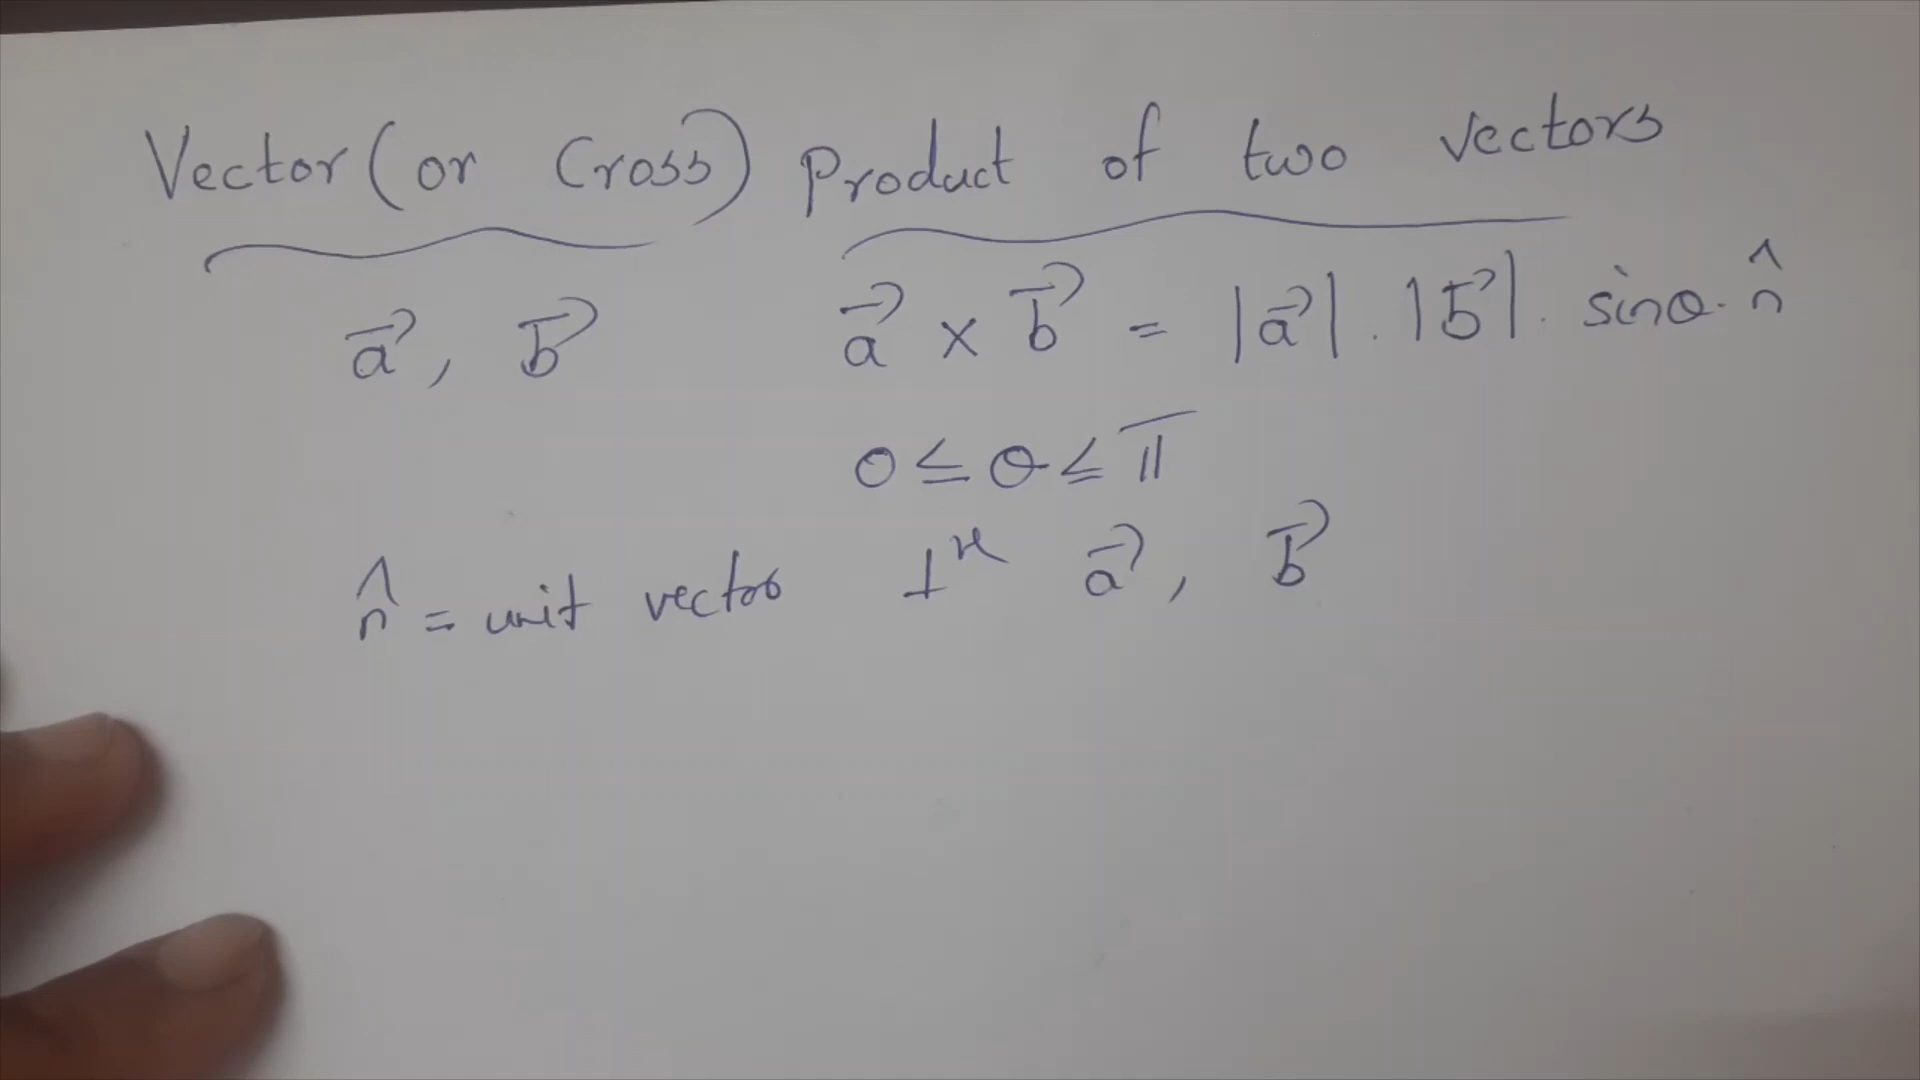 Vector (or Cross) Product of two vectors
a⃗, b⃗
a⃗ × b⃗ = |a⃗| . |b⃗| . sinθ . n̂
0 ≤ θ ≤ π
n̂ = unit vector ⊥ʳ a⃗, b⃗